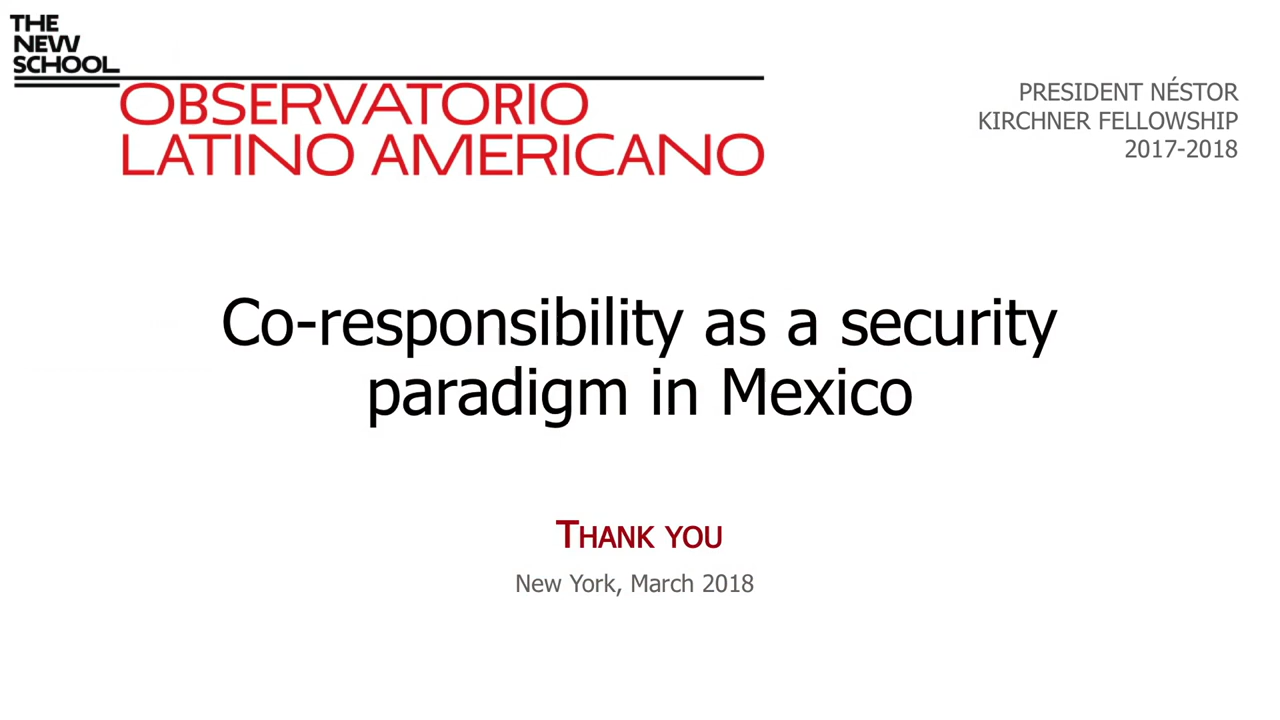 THE
NEW
SCHOOL
OBSERVATORIO
LATINO AMERICANO
PRESIDENT NÉSTOR
KIRCHNER FELLOWSHIP
2017-2018
Co-responsibility as a security
paradigm in Mexico
THANK YOU
New York, March 2018